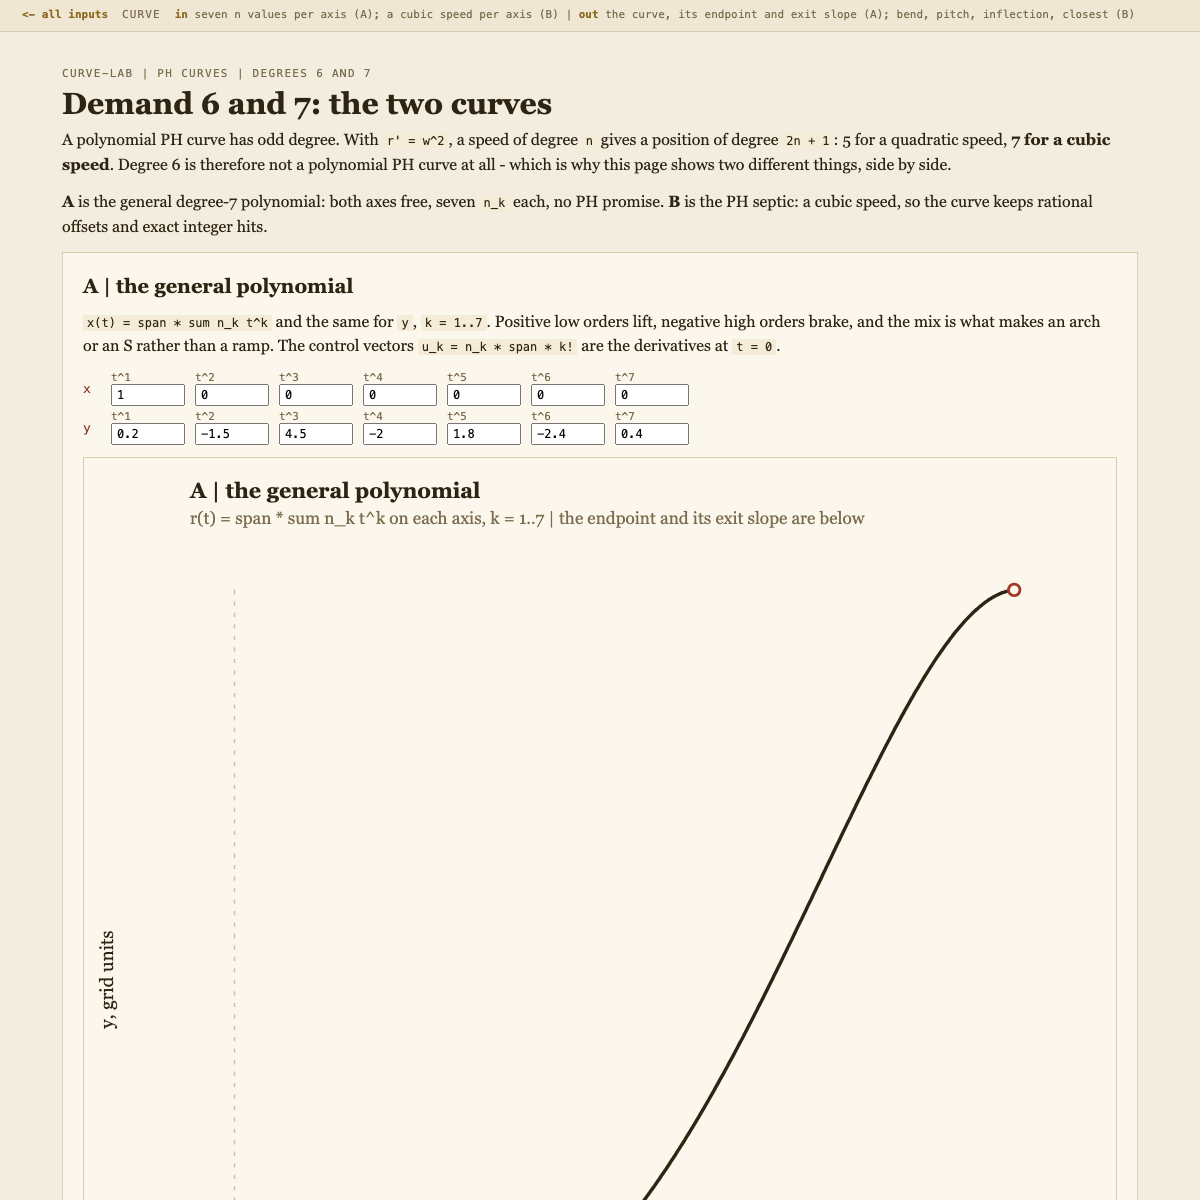 <− all inputs CURVE in seven n values per axis (A); a cubic speed per axis (B) | out the curve, its endpoint and exit slope (A); bend, pitch, inflection, closest (B)
CURVE−LAB | PH CURVES | DEGREES 6 AND 7
Demand 6 and 7: the two curves
A polynomial PH curve has odd degree. With r' = w^2 , a speed of degree n gives a position of degree 2n + 1 : 5 for a quadratic speed, 7 for a cubic
speed. Degree 6 is therefore not a polynomial PH curve at all - which is why this page shows two different things, side by side.
A is the general degree-7 polynomial: both axes free, seven n_k each, no PH promise. B is the PH septic: a cubic speed, so the curve keeps rational
offsets and exact integer hits.
A | the general polynomial
x(t) = span * sum n_k t^k and the same for y , k = 1..7 . Positive low orders lift, negative high orders brake, and the mix is what makes an arch
or an S rather than a ramp. The control vectors u_k = n_k * span * k! are the derivatives at t = 0 .
t^1 t^2 t^3 t^4 t^5 t^6 t^7
x 1 0 0 0 0 0 0
t^1 t^2 t^3 t^4 t^5 t^6 t^7
y 0.2 −1.5 4.5 −2 1.8 −2.4 0.4
A | the general polynomial
r(t) = span * sum n_k t^k on each axis, k = 1..7 | the endpoint and its exit slope are below
y, grid units